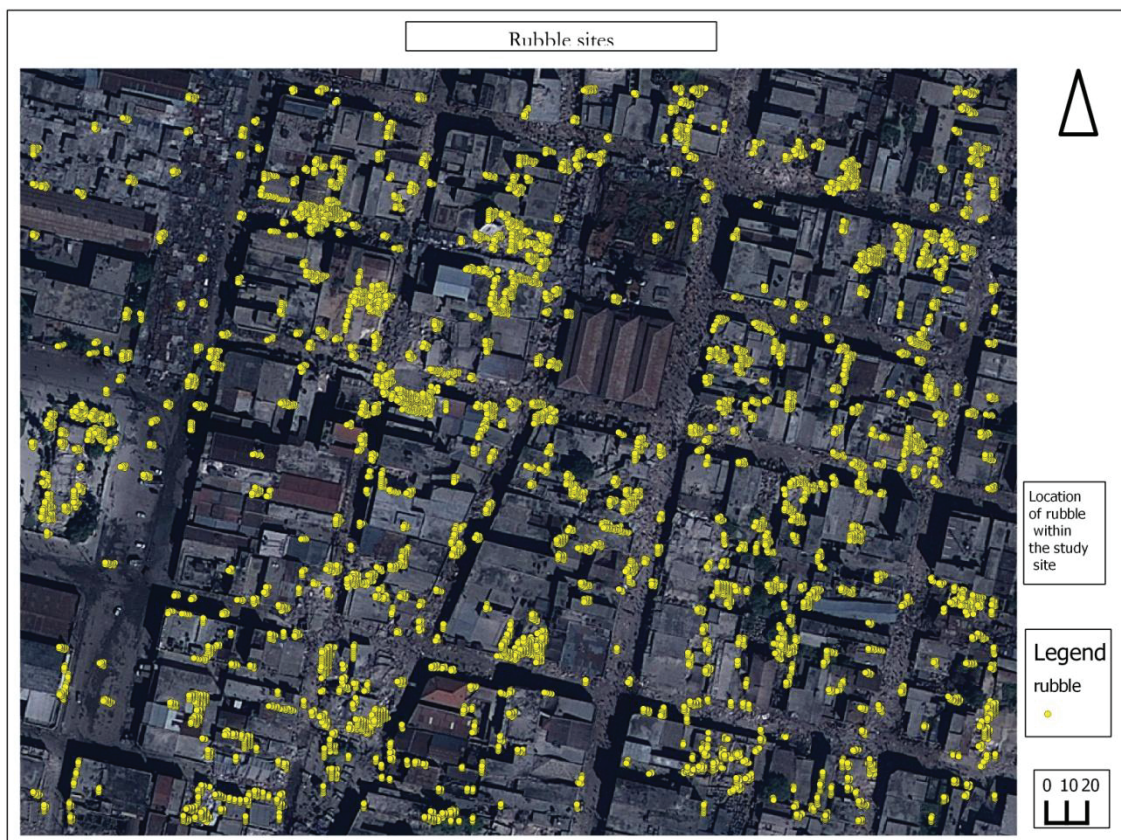 Rubble sites
Location
of rubble
within
the study
site
Legend
rubble
0 10 20